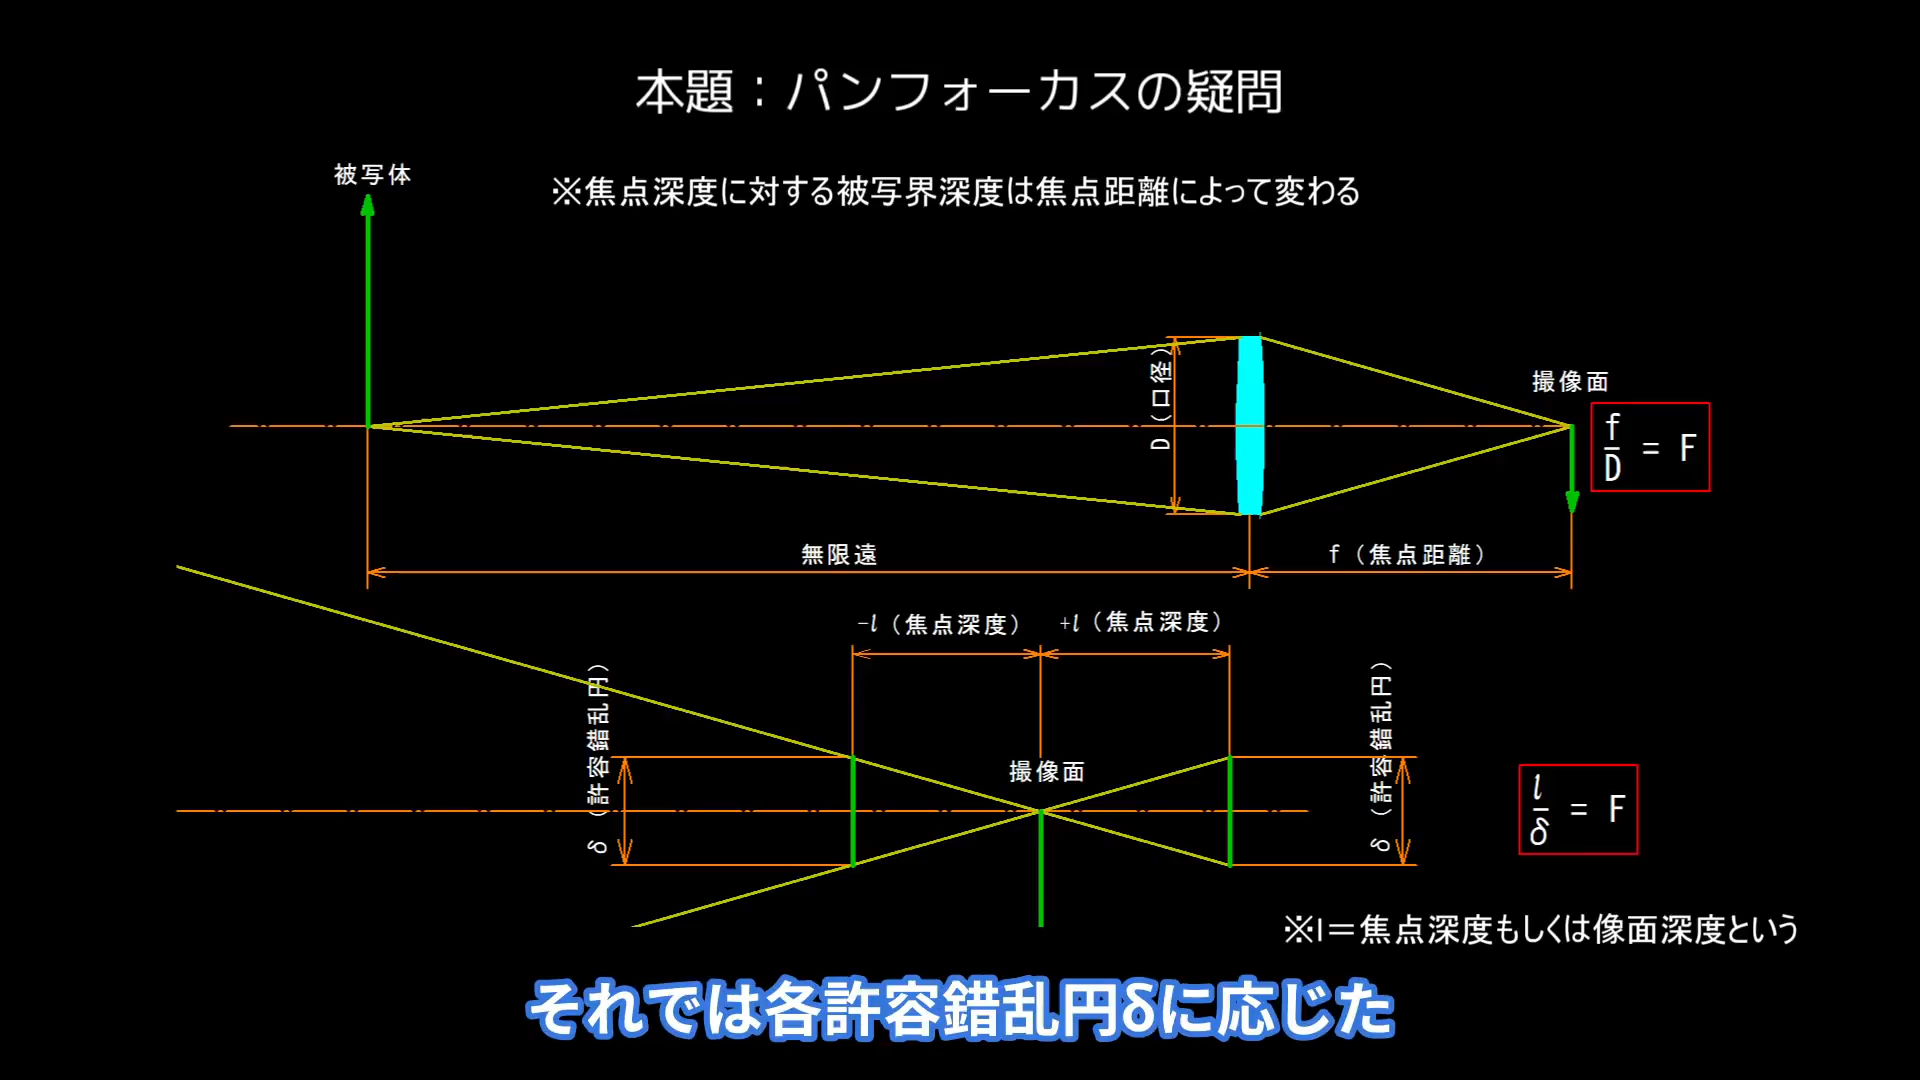 本題：パンフォーカスの疑問
被写体
※焦点深度に対する被写界深度は焦点距離によって変わる
D（口径）
撮像面
f/D = F
無限遠
f（焦点距離）
-l（焦点深度）
+l（焦点深度）
δ（許容錯乱円）
δ（許容錯乱円）
撮像面
l/δ = F
※l＝焦点深度もしくは像面深度という
それでは各許容錯乱円δに応じた